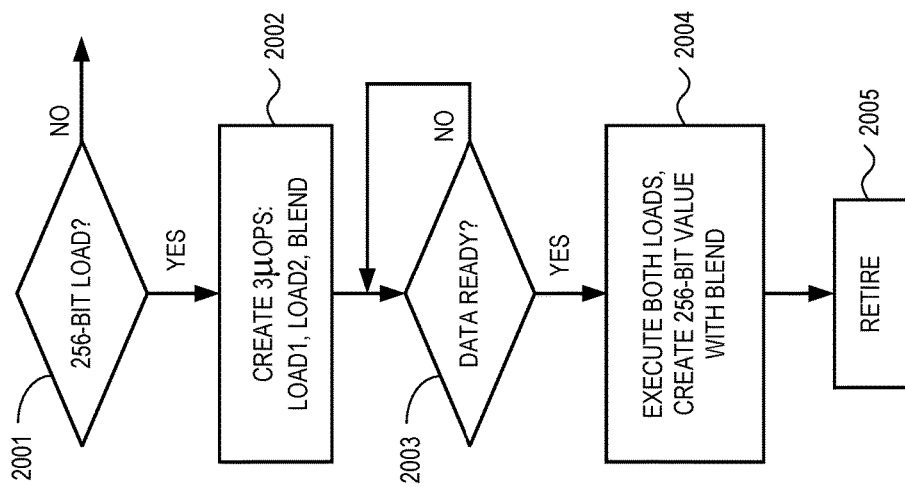 2001
256-BIT LOAD?
NO
YES
2002
CREATE 3μOPS:
LOAD1, LOAD2, BLEND
2003
DATA READY?
NO
YES
2004
EXECUTE BOTH LOADS,
CREATE 256-BIT VALUE
WITH BLEND
2005
RETIRE